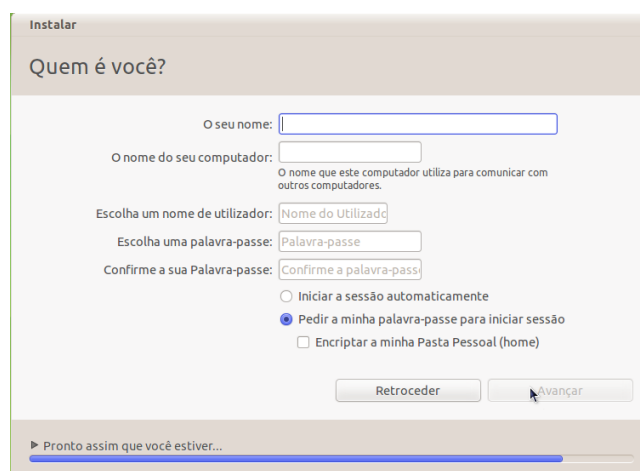 Instalar
Quem é você?
O seu nome:
O nome do seu computador:
O nome que este computador utiliza para comunicar com
outros computadores.
Escolha um nome de utilizador: Nome do Utilizado
Escolha uma palavra-passe: Palavra-passe
Confirme a sua Palavra-passe: Confirme a palavra-passe
Iniciar a sessão automaticamente
Pedir a minha palavra-passe para iniciar sessão
Encriptar a minha Pasta Pessoal (home)
Retroceder Avançar
Pronto assim que você estiver...